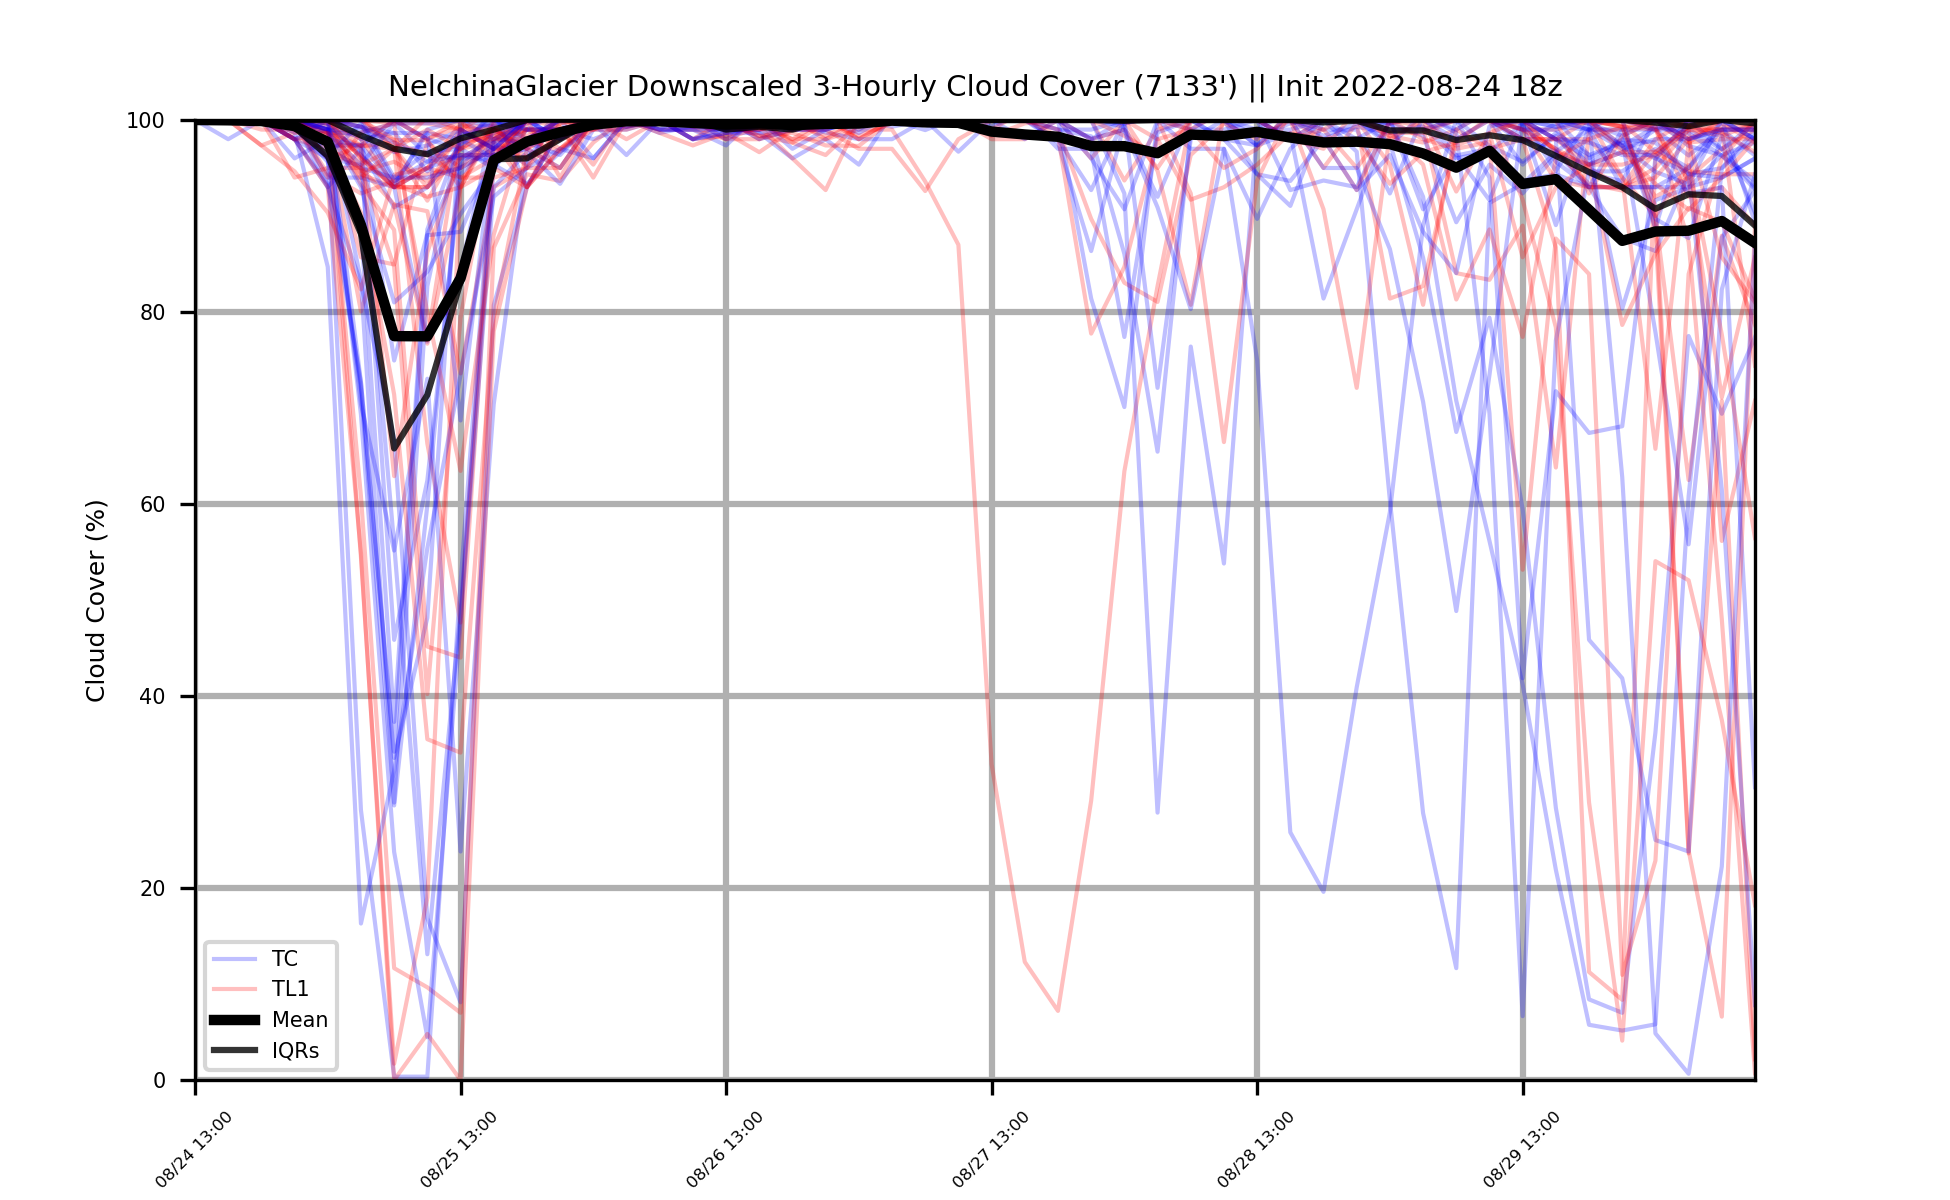 NelchinaGlacier Downscaled 3-Hourly Cloud Cover (7133') || Init 2022-08-24 18z
100
80
60
40
20
0
Cloud Cover (%)
TC
TL1
Mean
IQRs
08/24 13:00
08/25 13:00
08/26 13:00
08/27 13:00
08/28 13:00
08/29 13:00